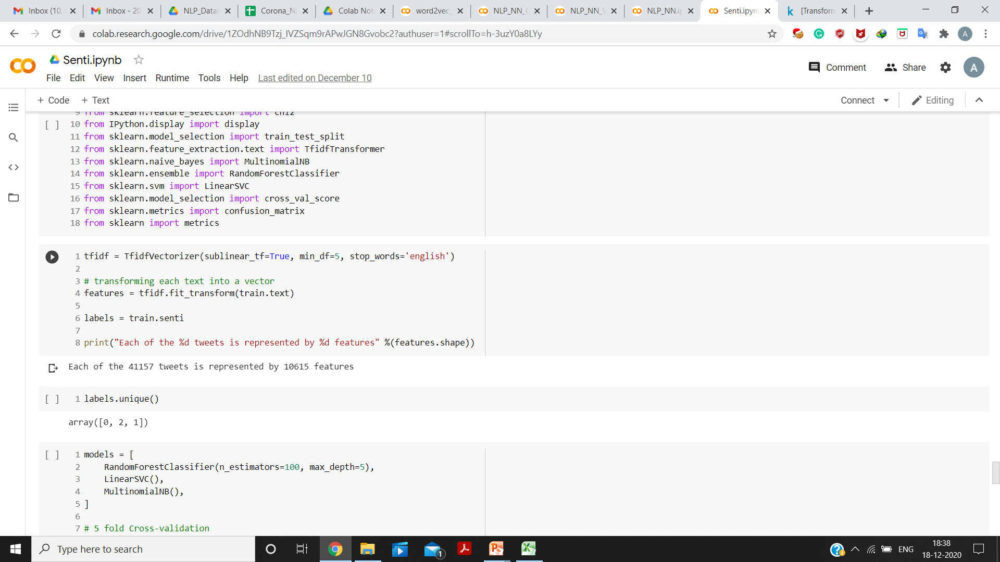 Inbox (10,
Inbox - 20
NLP_Datas
Corona_NL
Colab Not
word2vec_
NLP_NN_C
NLP_NN_V
NLP_NN.ip
Senti.ipynb
[Transform
colab.research.google.com/drive/1ZOdhNB9Tzj_IVZSqm9rAPwJGN8Gvobc2?authuser=1#scrollTo=h-3uzY0a8LYy
A
Senti.ipynb
Comment
Share
A
File Edit View Insert Runtime Tools Help Last edited on December 10
+ Code + Text
Connect
Editing
9 from sklearn.feature_selection import chi2
[ ] 10 from IPython.display import display
11 from sklearn.model_selection import train_test_split
12 from sklearn.feature_extraction.text import TfidfTransformer
13 from sklearn.naive_bayes import MultinomialNB
14 from sklearn.ensemble import RandomForestClassifier
15 from sklearn.svm import LinearSVC
16 from sklearn.model_selection import cross_val_score
17 from sklearn.metrics import confusion_matrix
18 from sklearn import metrics
1 tfidf = TfidfVectorizer(sublinear_tf=True, min_df=5, stop_words='english')
2
3 # transforming each text into a vector
4 features = tfidf.fit_transform(train.text)
5
6 labels = train.senti
7
8 print("Each of the %d tweets is represented by %d features" %(features.shape))
Each of the 41157 tweets is represented by 10615 features
[ ] 1 labels.unique()
array([0, 2, 1])
[ ] 1 models = [
2 RandomForestClassifier(n_estimators=100, max_depth=5),
3 LinearSVC(),
4 MultinomialNB(),
5 ]
6
7 # 5 fold Cross-validation
Type here to search
1
ENG
18:38
18-12-2020